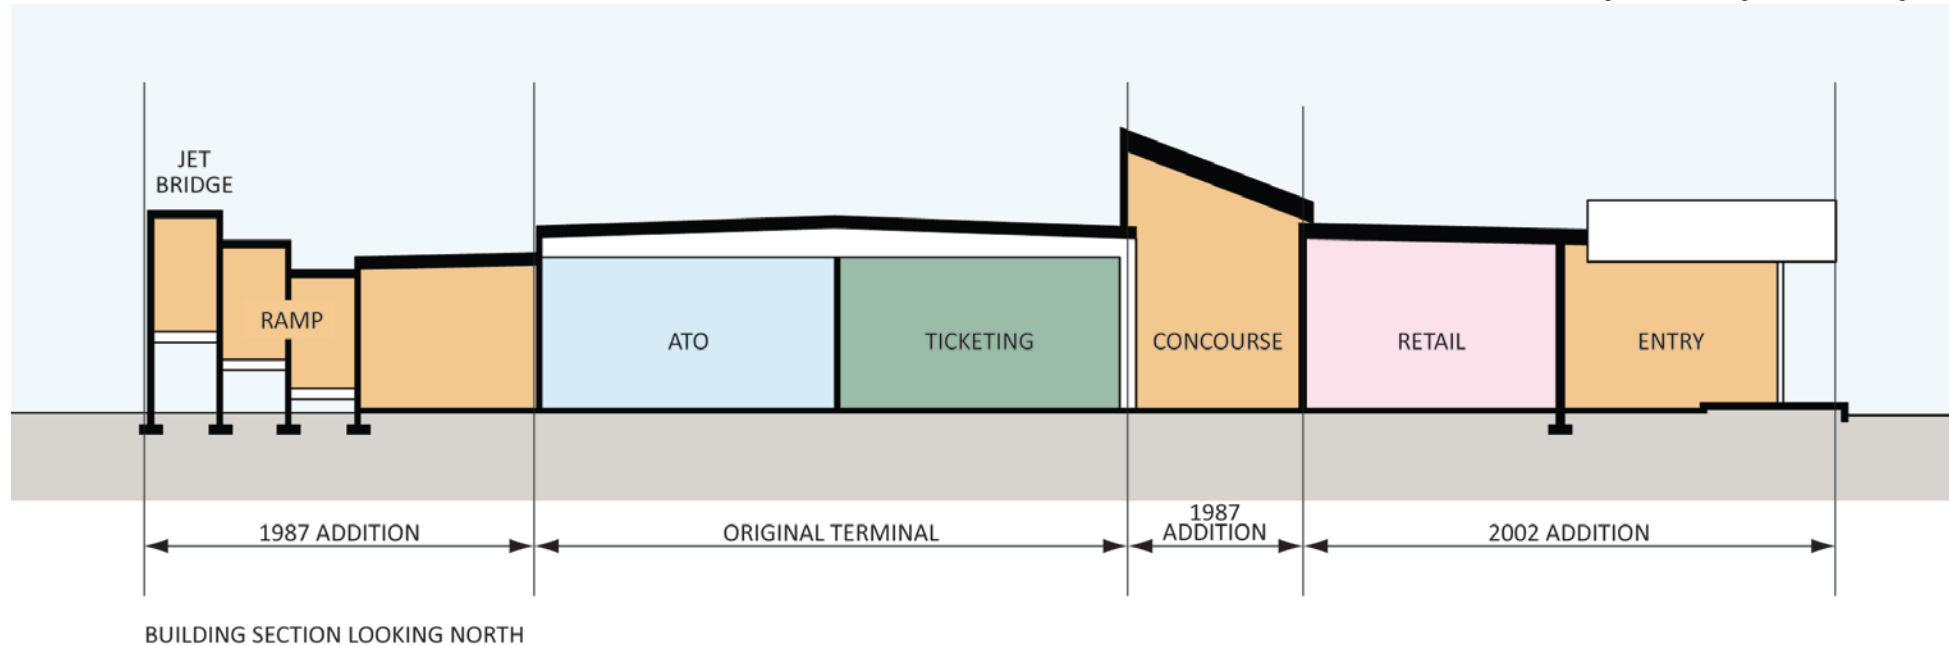 JET
BRIDGE
RAMP
ATO
TICKETING
CONCOURSE
RETAIL
ENTRY
1987 ADDITION
ORIGINAL TERMINAL
1987
ADDITION
2002 ADDITION
BUILDING SECTION LOOKING NORTH